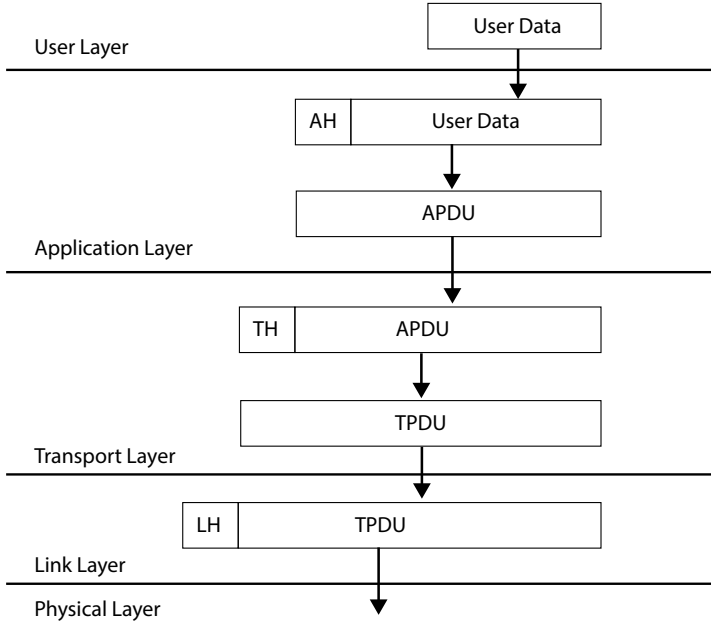 User Data
User Layer
AH User Data
APDU
Application Layer
TH APDU
TPDU
Transport Layer
LH TPDU
Link Layer
Physical Layer